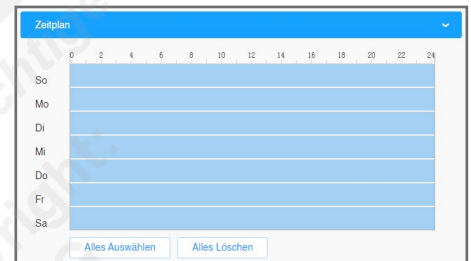 Zeitplan
0 2 4 6 8 10 12 14 16 18 20 22 24
So
Mo
Di
Mi
Do
Fr
Sa
Alles Auswählen Alles Löschen